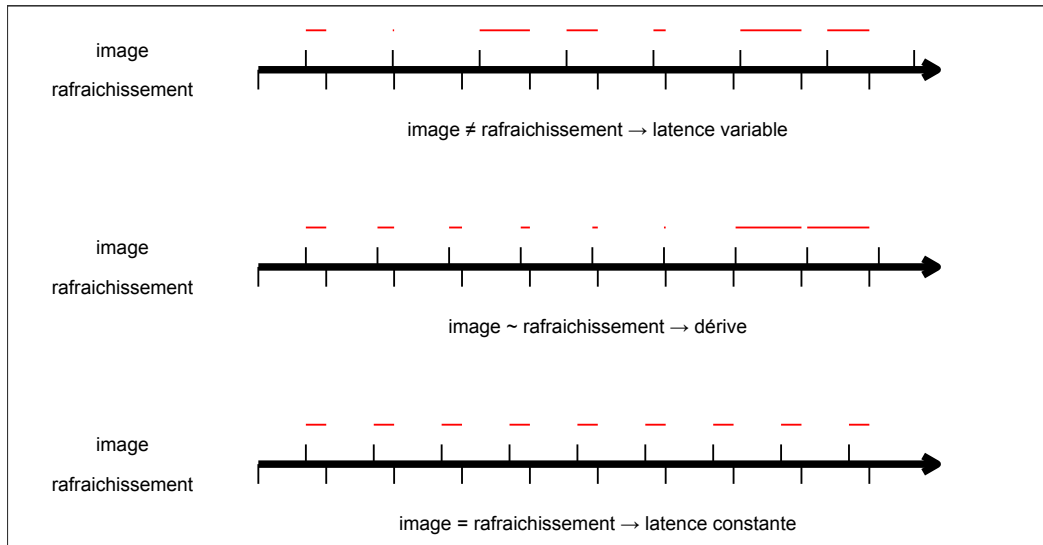 image
rafraichissement
image ≠ rafraichissement → latence variable
image
rafraichissement
image ~ rafraichissement → dérive
image
rafraichissement
image = rafraichissement → latence constante